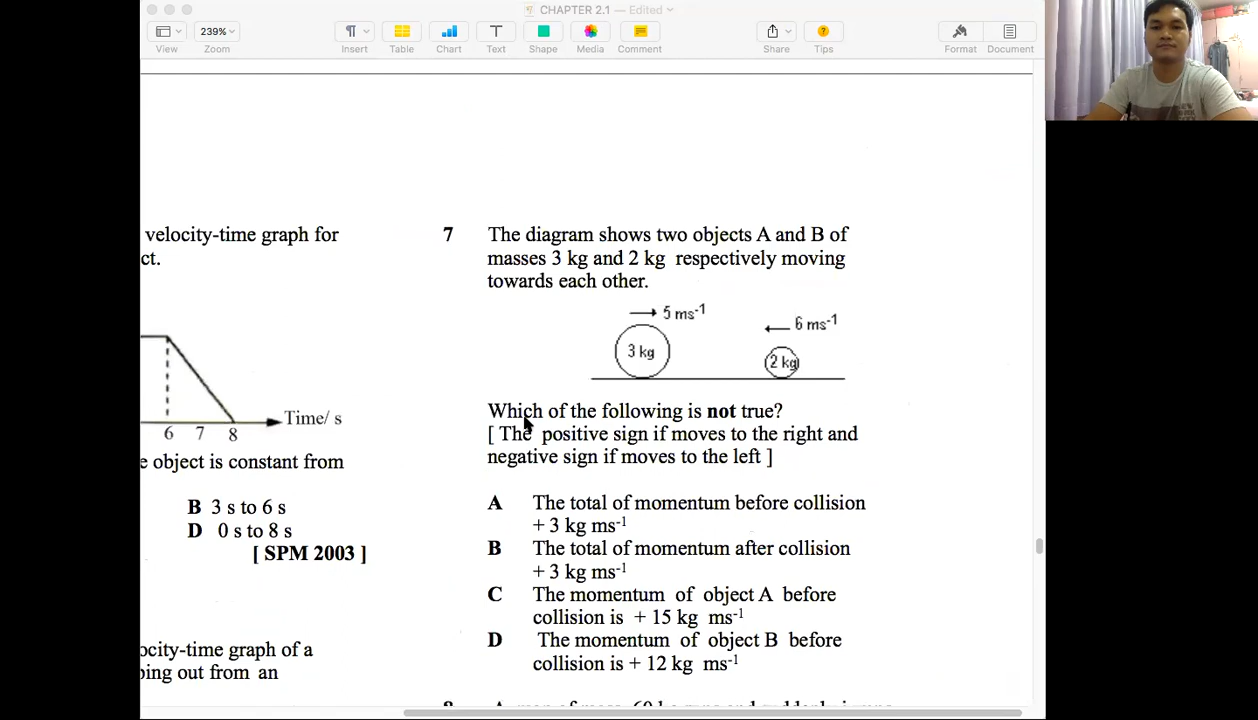 CHAPTER 2.1 — Edited
239%
View
Zoom
Insert
Table
Chart
Text
Shape
Media
Comment
Share
Tips
Format
Document
velocity-time graph for
ct.
Time/ s
6 7 8
e object is constant from
B 3 s to 6 s
D 0 s to 8 s
[ SPM 2003 ]
ocity-time graph of a
ping out from an
7 The diagram shows two objects A and B of
masses 3 kg and 2 kg respectively moving
towards each other.
5 ms⁻¹
6 ms⁻¹
3 kg
2 kg
Which of the following is not true?
[ The positive sign if moves to the right and
negative sign if moves to the left ]
A The total of momentum before collision
+ 3 kg ms⁻¹
B The total of momentum after collision
+ 3 kg ms⁻¹
C The momentum of object A before
collision is + 15 kg ms⁻¹
D The momentum of object B before
collision is + 12 kg ms⁻¹